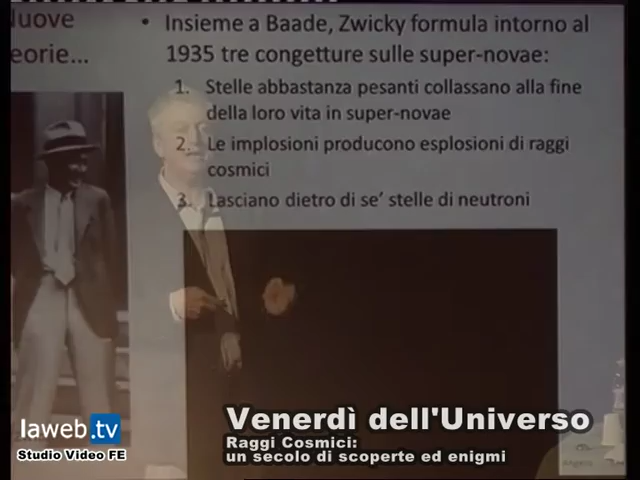 Nuove
eorie...
• Insieme a Baade, Zwicky formula intorno al
1935 tre congetture sulle super-novae:
1. Stelle abbastanza pesanti collassano alla fine
della loro vita in super-novae
2. Le implosioni producono esplosioni di raggi
cosmici
3. Lasciano dietro di se' stelle di neutroni
laweb.tv
Studio Video FE
Venerdì dell'Universo
Raggi Cosmici:
un secolo di scoperte ed enigmi